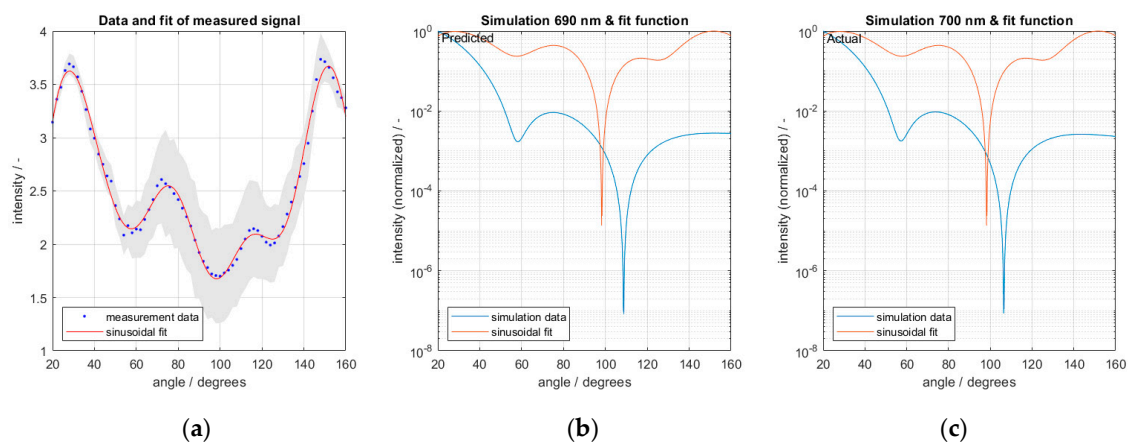 Data and fit of measured signal
4
3.5
3
2.5
2
1.5
1
intensity / -
measurement data
sinusoidal fit
20 40 60 80 100 120 140 160
angle / degrees
(a)
Simulation 690 nm & fit function
Predicted
10^0
10^-2
10^-4
10^-6
10^-8
intensity (normalized) / -
simulation data
sinusoidal fit
20 40 60 80 100 120 140 160
angle / degrees
(b)
Simulation 700 nm & fit function
Actual
10^0
10^-2
10^-4
10^-6
10^-8
intensity (normalized) / -
simulation data
sinusoidal fit
20 40 60 80 100 120 140 160
angle / degrees
(c)